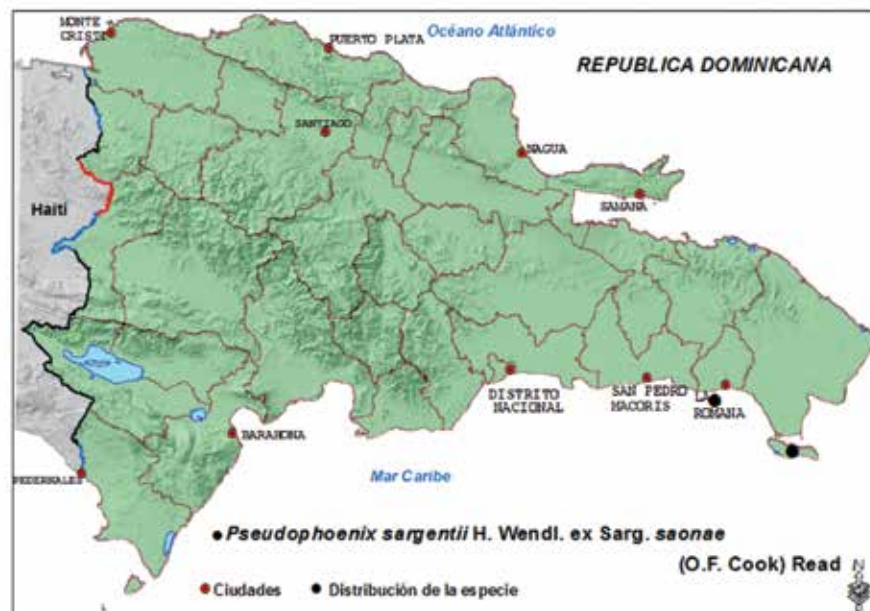 MONTE
CRISTI
PUERTO PLATA
Océano Atlántico
REPUBLICA DOMINICANA
SANTIAGO
NAGUA
SAMANA
Haití
DISTRITO
NACIONAL
SAN PEDRO
MACORIS
LA
ROMANA
BARAHONA
PEDERNALES
Mar Caribe
Pseudophoenix sargentii H. Wendl. ex Sarg. saonae
(O.F. Cook) Read
N
Ciudades
Distribución de la especie